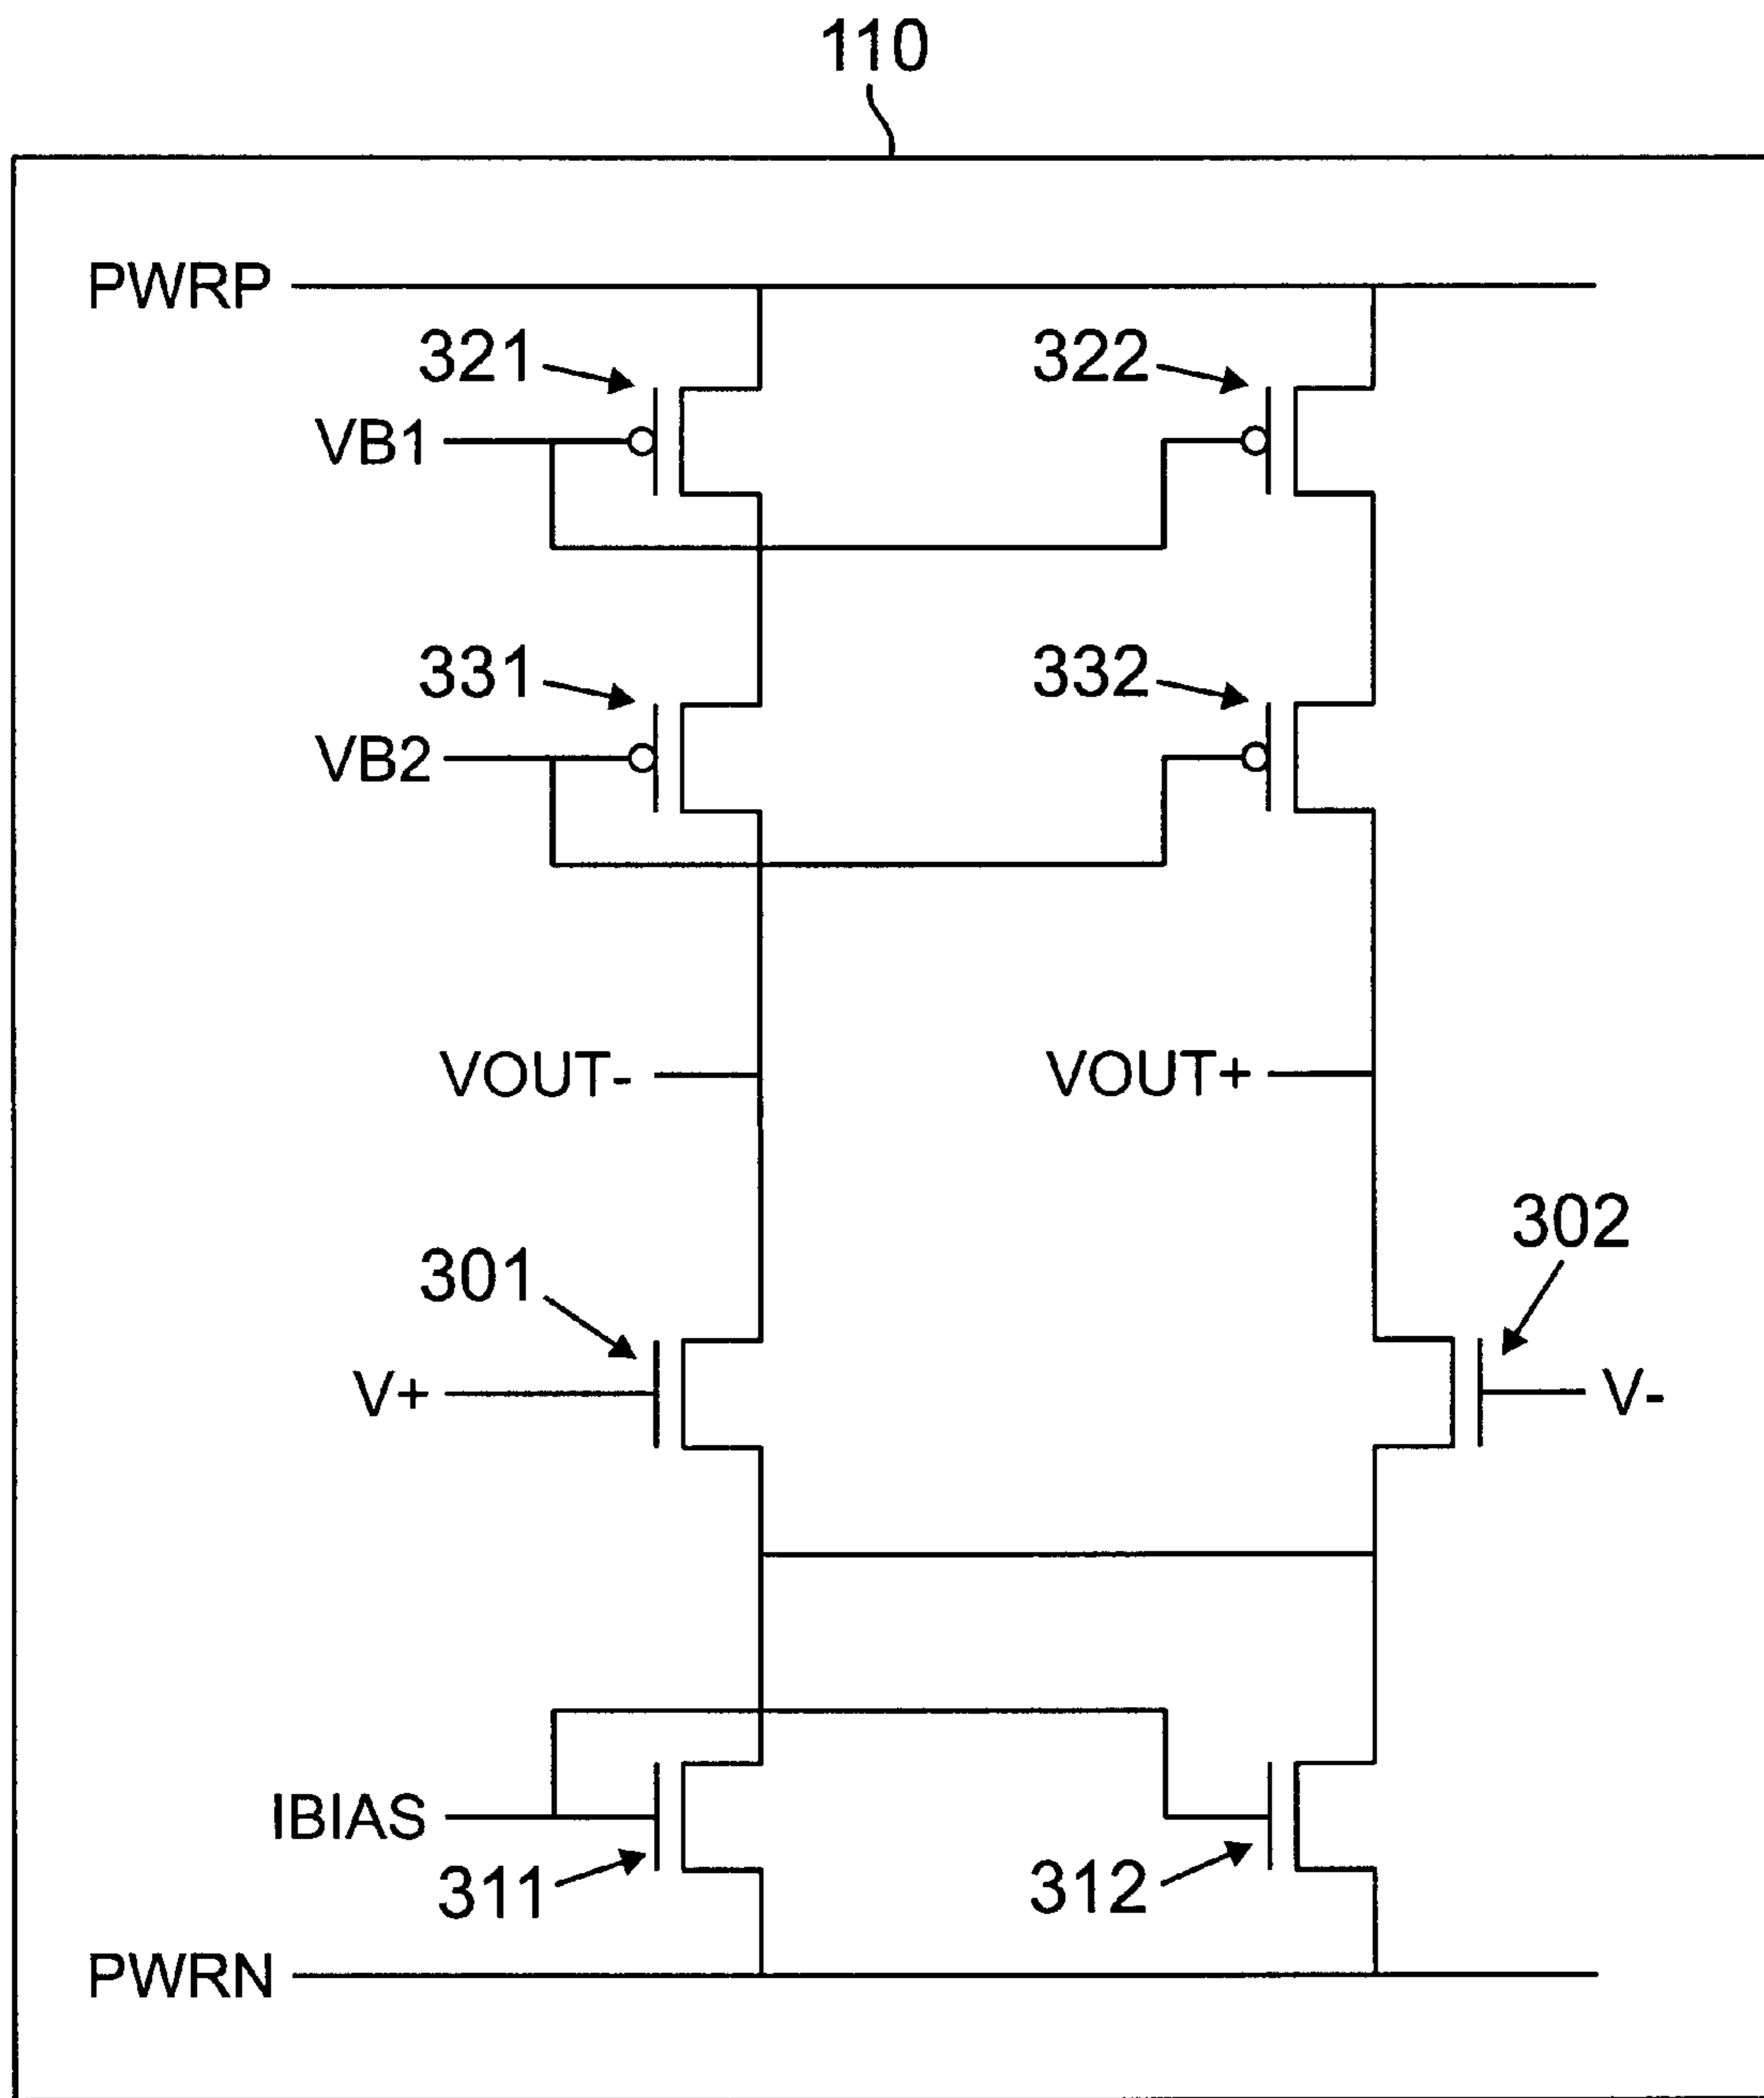 110
PWRP
321
322
VB1
331
332
VB2
VOUT-
VOUT+
302
301
V+
V-
IBIAS
311
312
PWRN